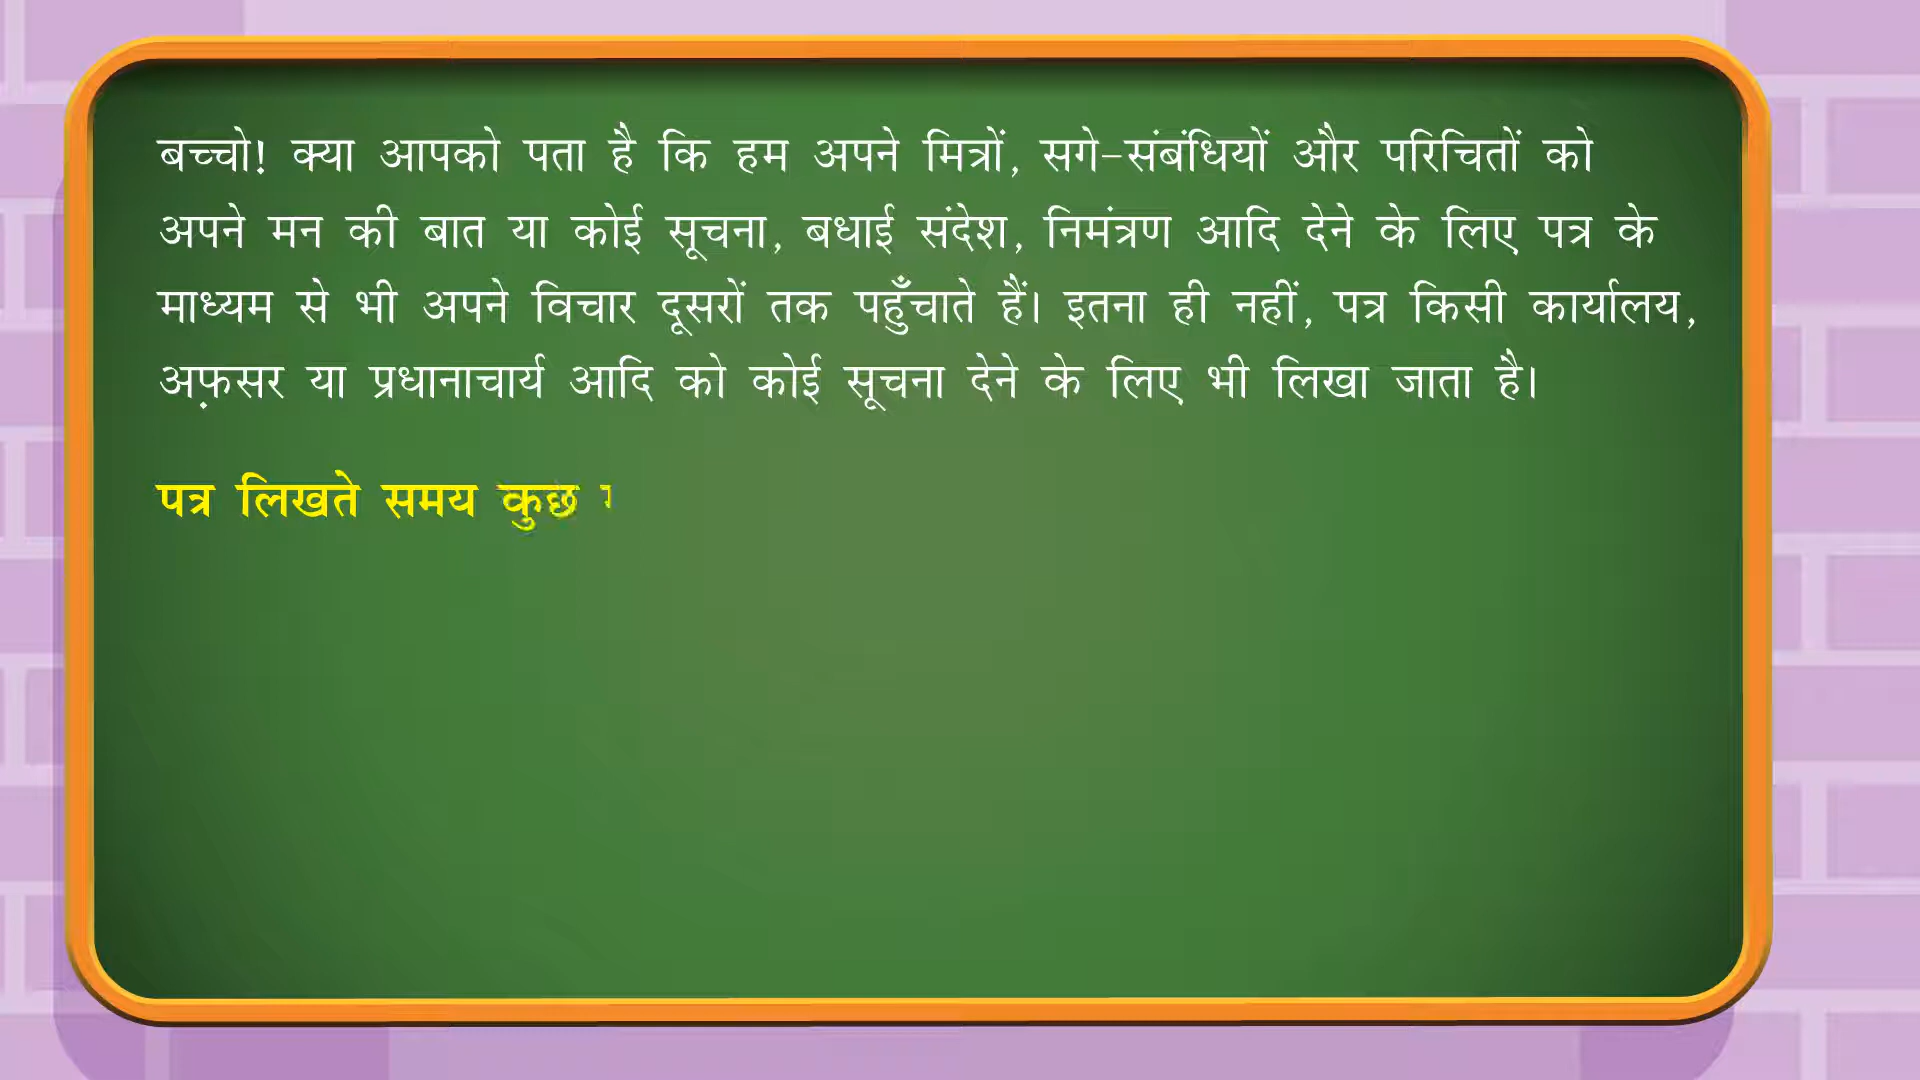 बच्चो! क्या आपको पता है कि हम अपने मित्रों, सगे-संबंधियों और परिचितों को
अपने मन की बात या कोई सूचना, बधाई संदेश, निमंत्रण आदि देने के लिए पत्र के
माध्यम से भी अपने विचार दूसरों तक पहुँचाते हैं। इतना ही नहीं, पत्र किसी कार्यालय,
अफ़सर या प्रधानाचार्य आदि को कोई सूचना देने के लिए भी लिखा जाता है।
पत्र लिखते समय कुछ